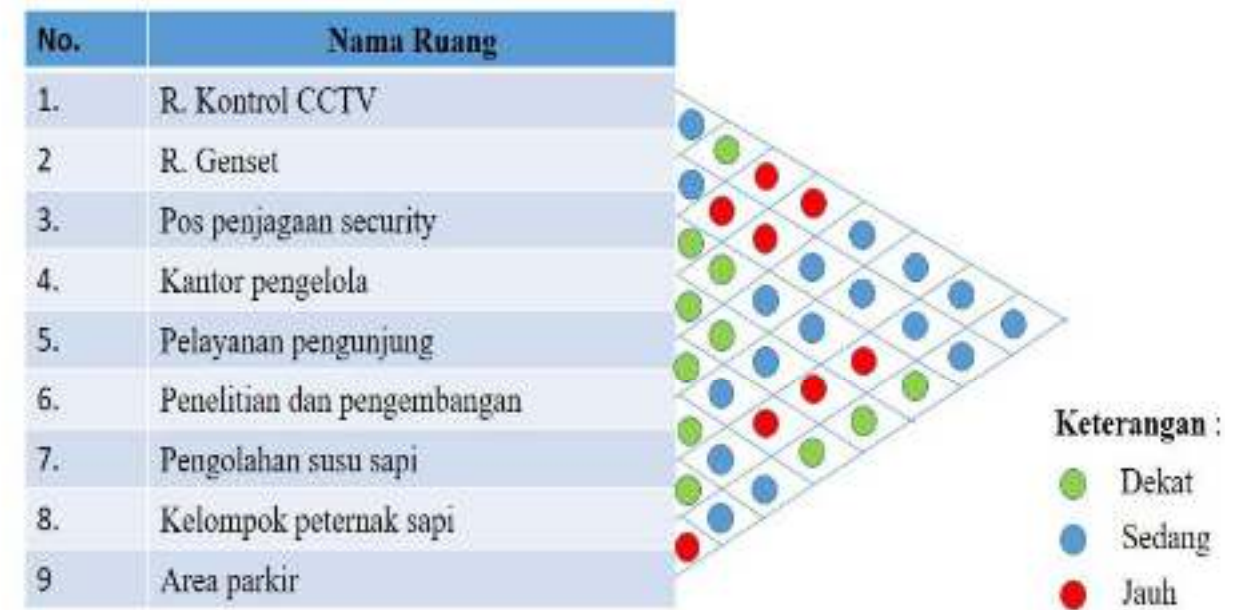 No. Nama Ruang
1. R. Kontrol CCTV
2 R. Genset
3. Pos penjagaan security
4. Kantor pengelola
5. Pelayanan pengunjung
6. Penelitian dan pengembangan
7. Pengolahan susu sapi
8. Kelompok peternak sapi
9 Area parkir
Keterangan :
Dekat
Sedang
Jauh